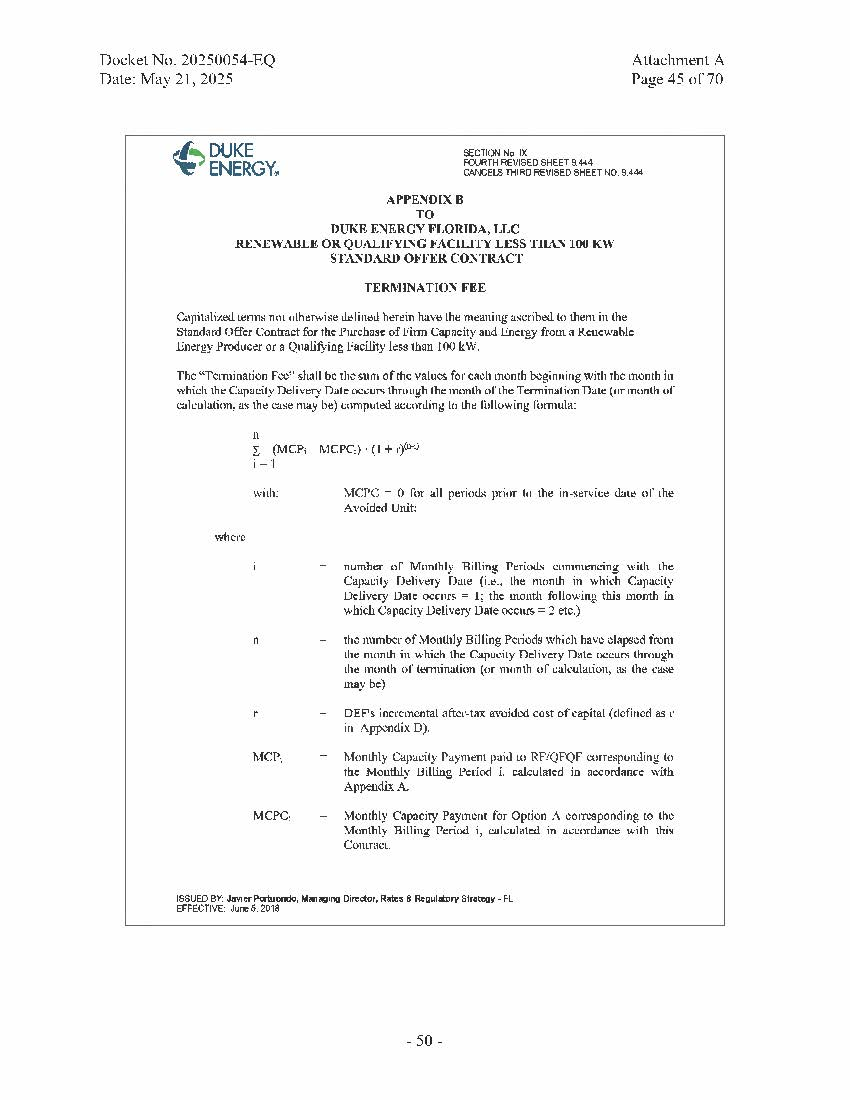 Docket No. 20250054-EQ
Date: May 21, 2025
Attachment A
Page 45 of 70
DUKE
ENERGY®
SECTION No. IX
FOURTH REVISED SHEET 9.444
CANCELS THIRD REVISED SHEET NO. 9.444
APPENDIX B
TO
DUKE ENERGY FLORIDA, LLC
RENEWABLE OR QUALIFYING FACILITY LESS THAN 100 KW
STANDARD OFFER CONTRACT
TERMINATION FEE
Capitalized terms not otherwise defined herein have the meaning ascribed to them in the
Standard Offer Contract for the Purchase of Firm Capacity and Energy from a Renewable
Energy Producer or a Qualifying Facility less than 100 kW.
The “Termination Fee” shall be the sum of the values for each month beginning with the month in
which the Capacity Delivery Date occurs through the month of the Termination Date (or month of
calculation, as the case may be) computed according to the following formula:
n
Σ (MCPi – MCPCi) · (1 + r)(n-i)
i = 1
with: MCPC = 0 for all periods prior to the in-service date of the
Avoided Unit;
where
i = number of Monthly Billing Periods commencing with the
Capacity Delivery Date (i.e., the month in which Capacity
Delivery Date occurs = 1; the month following this month in
which Capacity Delivery Date occurs = 2 etc.)
n = the number of Monthly Billing Periods which have elapsed from
the month in which the Capacity Delivery Date occurs through
the month of termination (or month of calculation, as the case
may be)
r = DEF's incremental after-tax avoided cost of capital (defined as r
in Appendix D).
MCPi = Monthly Capacity Payment paid to RF/QFQF corresponding to
the Monthly Billing Period i, calculated in accordance with
Appendix A.
MCPCi = Monthly Capacity Payment for Option A corresponding to the
Monthly Billing Period i, calculated in accordance with this
Contract.
ISSUED BY: Javier Portuondo, Managing Director, Rates & Regulatory Strategy - FL
EFFECTIVE: June 5, 2018
- 50 -